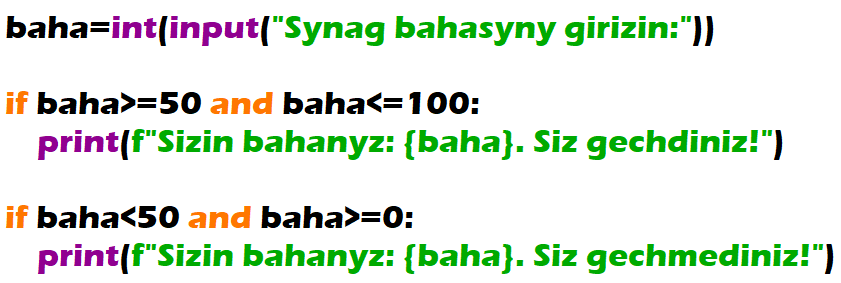 baha=int(input("Synag bahasyny girizin:"))
if baha>=50 and baha<=100:
print(f"Sizin bahanyz: {baha}. Siz gechdiniz!")
if baha<50 and baha>=0:
print(f"Sizin bahanyz: {baha}. Siz gechmediniz!")